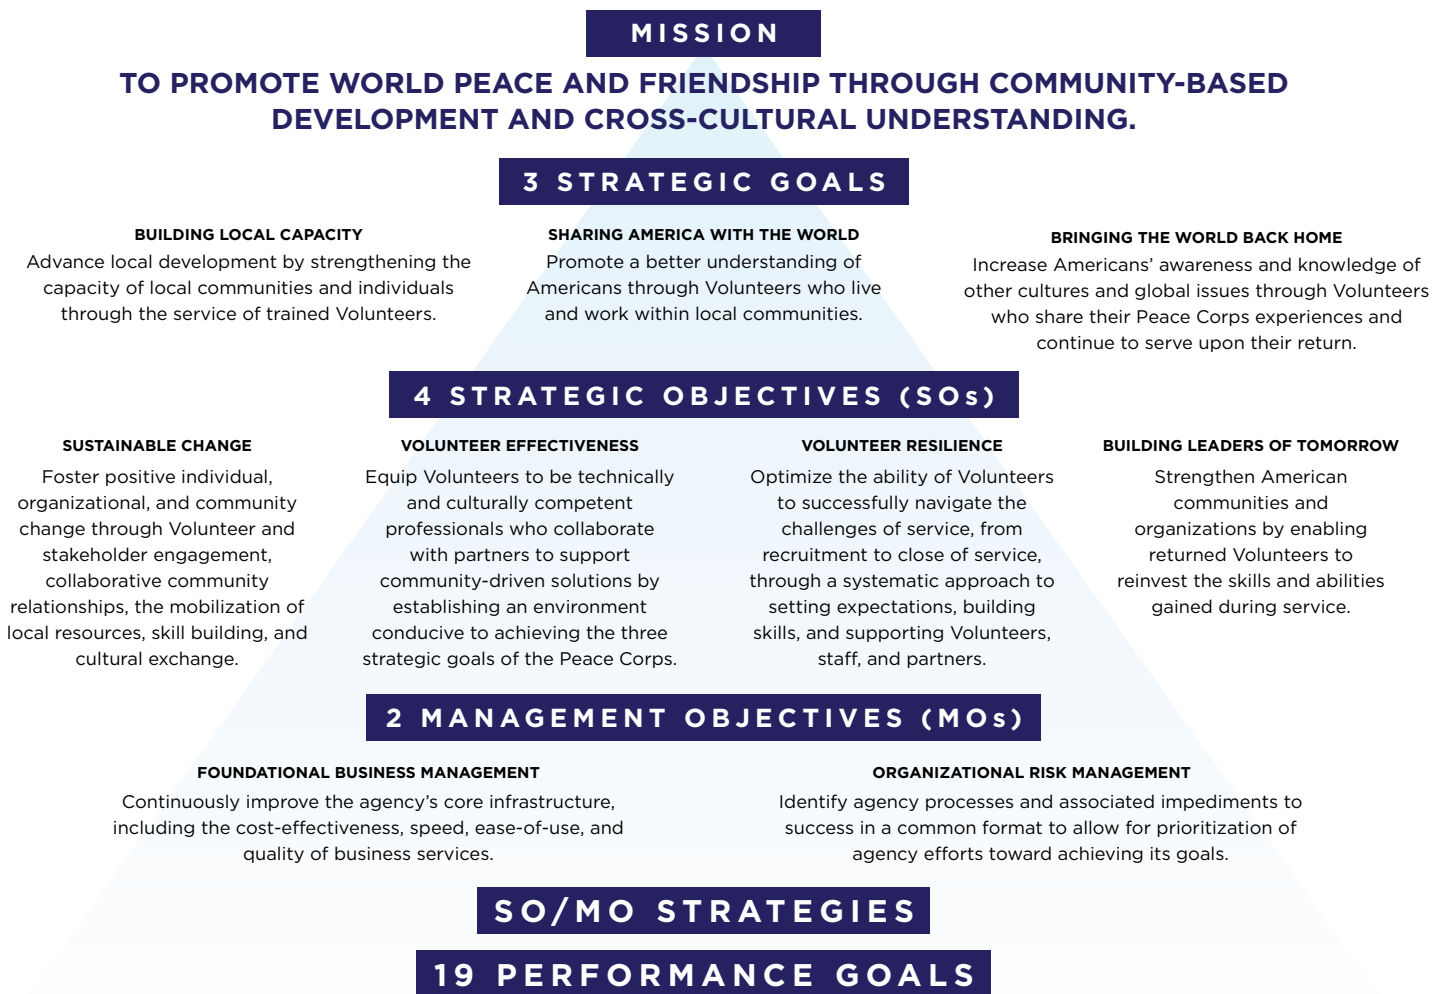 MISSION
TO PROMOTE WORLD PEACE AND FRIENDSHIP THROUGH COMMUNITY-BASED
DEVELOPMENT AND CROSS-CULTURAL UNDERSTANDING.
3 STRATEGIC GOALS
BUILDING LOCAL CAPACITY
Advance local development by strengthening the
capacity of local communities and individuals
through the service of trained Volunteers.
SHARING AMERICA WITH THE WORLD
Promote a better understanding of
Americans through Volunteers who live
and work within local communities.
BRINGING THE WORLD BACK HOME
Increase Americans’ awareness and knowledge of
other cultures and global issues through Volunteers
who share their Peace Corps experiences and
continue to serve upon their return.
4 STRATEGIC OBJECTIVES (SOs)
SUSTAINABLE CHANGE
Foster positive individual,
organizational, and community
change through Volunteer and
stakeholder engagement,
collaborative community
relationships, the mobilization of
local resources, skill building, and
cultural exchange.
VOLUNTEER EFFECTIVENESS
Equip Volunteers to be technically
and culturally competent
professionals who collaborate
with partners to support
community-driven solutions by
establishing an environment
conducive to achieving the three
strategic goals of the Peace Corps.
VOLUNTEER RESILIENCE
Optimize the ability of Volunteers
to successfully navigate the
challenges of service, from
recruitment to close of service,
through a systematic approach to
setting expectations, building
skills, and supporting Volunteers,
staff, and partners.
BUILDING LEADERS OF TOMORROW
Strengthen American
communities and
organizations by enabling
returned Volunteers to
reinvest the skills and abilities
gained during service.
2 MANAGEMENT OBJECTIVES (MOs)
FOUNDATIONAL BUSINESS MANAGEMENT
Continuously improve the agency’s core infrastructure,
including the cost-effectiveness, speed, ease-of-use, and
quality of business services.
ORGANIZATIONAL RISK MANAGEMENT
Identify agency processes and associated impediments to
success in a common format to allow for prioritization of
agency efforts toward achieving its goals.
SO/MO STRATEGIES
19 PERFORMANCE GOALS